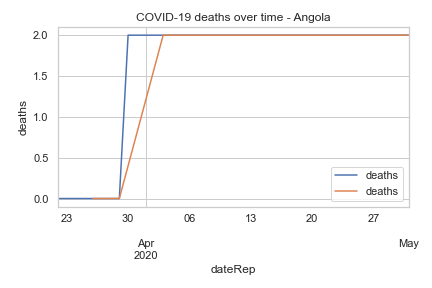 COVID-19 deaths over time - Angola
deaths
2.0
1.5
1.0
0.5
0.0
deaths
deaths
23 30 06 13 20 27
Apr May
2020
dateRep